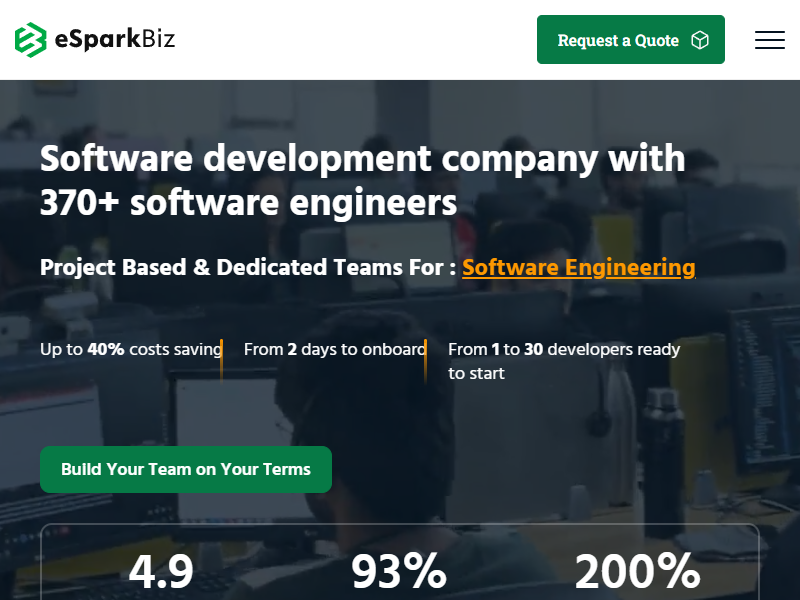 eSparkBiz
Request a Quote
Software development company with
370+ software engineers
Project Based & Dedicated Teams For : Software Engineering
Up to 40% costs saving
From 2 days to onboard
From 1 to 30 developers ready
to start
Build Your Team on Your Terms
4.9
93%
200%